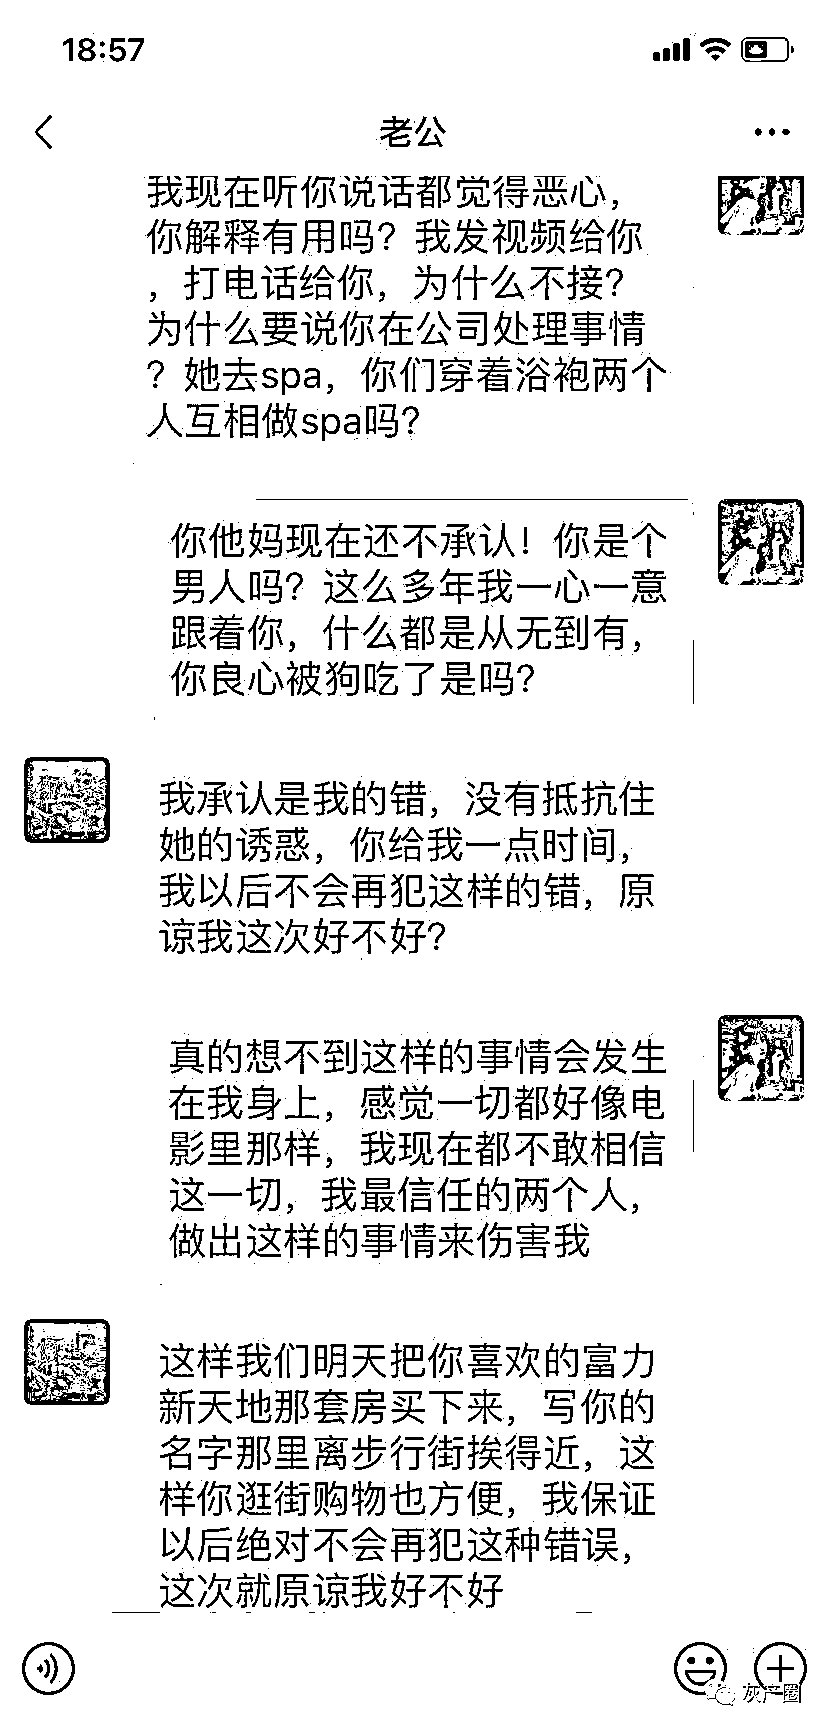 18:57
老公
我现在听你说话都觉得恶心，
你解释有用吗？我发视频给你
，打电话给你，为什么不接？
为什么要说你在公司处理事情
？她去spa，你们穿着浴袍两个
人互相做spa吗？
你他妈现在还不承认！你是个
男人吗？这么多年我一心一意
跟着你，什么都是从无到有，
你良心被狗吃了是吗？
我承认是我的错，没有抵抗住
她的诱惑，你给我一点时间，
我以后不会再犯这样的错，原
谅我这次好不好？
真的想不到这样的事情会发生
在我身上，感觉一切都好像电
影里那样，我现在都不敢相信
这一切，我最信任的两个人，
做出这样的事情来伤害我
这样我们明天把你喜欢的富力
新天地那套房买下来，写你的
名字那里离步行街挨得近，这
样你逛街购物也方便，我保证
以后绝对不会再犯这种错误，
这次就原谅我好不好
灰产圈